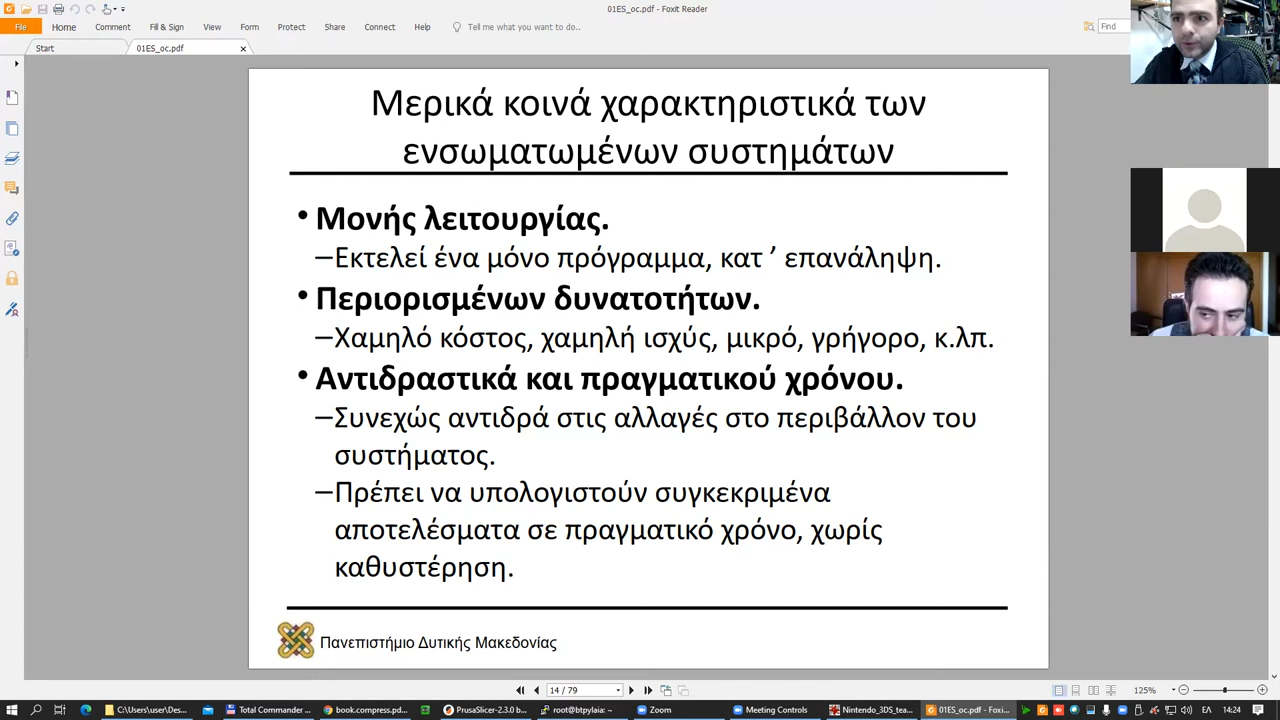 01ES_oc.pdf - Foxit Reader
File Home Comment Fill & Sign View Form Protect Share Connect Help Tell me what you want to do.. Find
Start 01ES_oc.pdf
Μερικά κοινά χαρακτηριστικά των
ενσωματωμένων συστημάτων
• Μονής λειτουργίας.
–Εκτελεί ένα μόνο πρόγραμμα, κατ ’ επανάληψη.
• Περιορισμένων δυνατοτήτων.
–Χαμηλό κόστος, χαμηλή ισχύς, μικρό, γρήγορο, κ.λπ.
• Αντιδραστικά και πραγματικού χρόνου.
–Συνεχώς αντιδρά στις αλλαγές στο περιβάλλον του
συστήματος.
–Πρέπει να υπολογιστούν συγκεκριμένα
αποτελέσματα σε πραγματικό χρόνο, χωρίς
καθυστέρηση.
Πανεπιστήμιο Δυτικής Μακεδονίας
14 / 79 125%
C:\Users\user\Des... Total Commander ... book.compress.pd... PrusaSlicer-2.3.0 b... root@btpylaia: ~ Zoom Meeting Controls Nintendo_3DS_tea... 01ES_oc.pdf - Foxi... ΕΛ 14:24